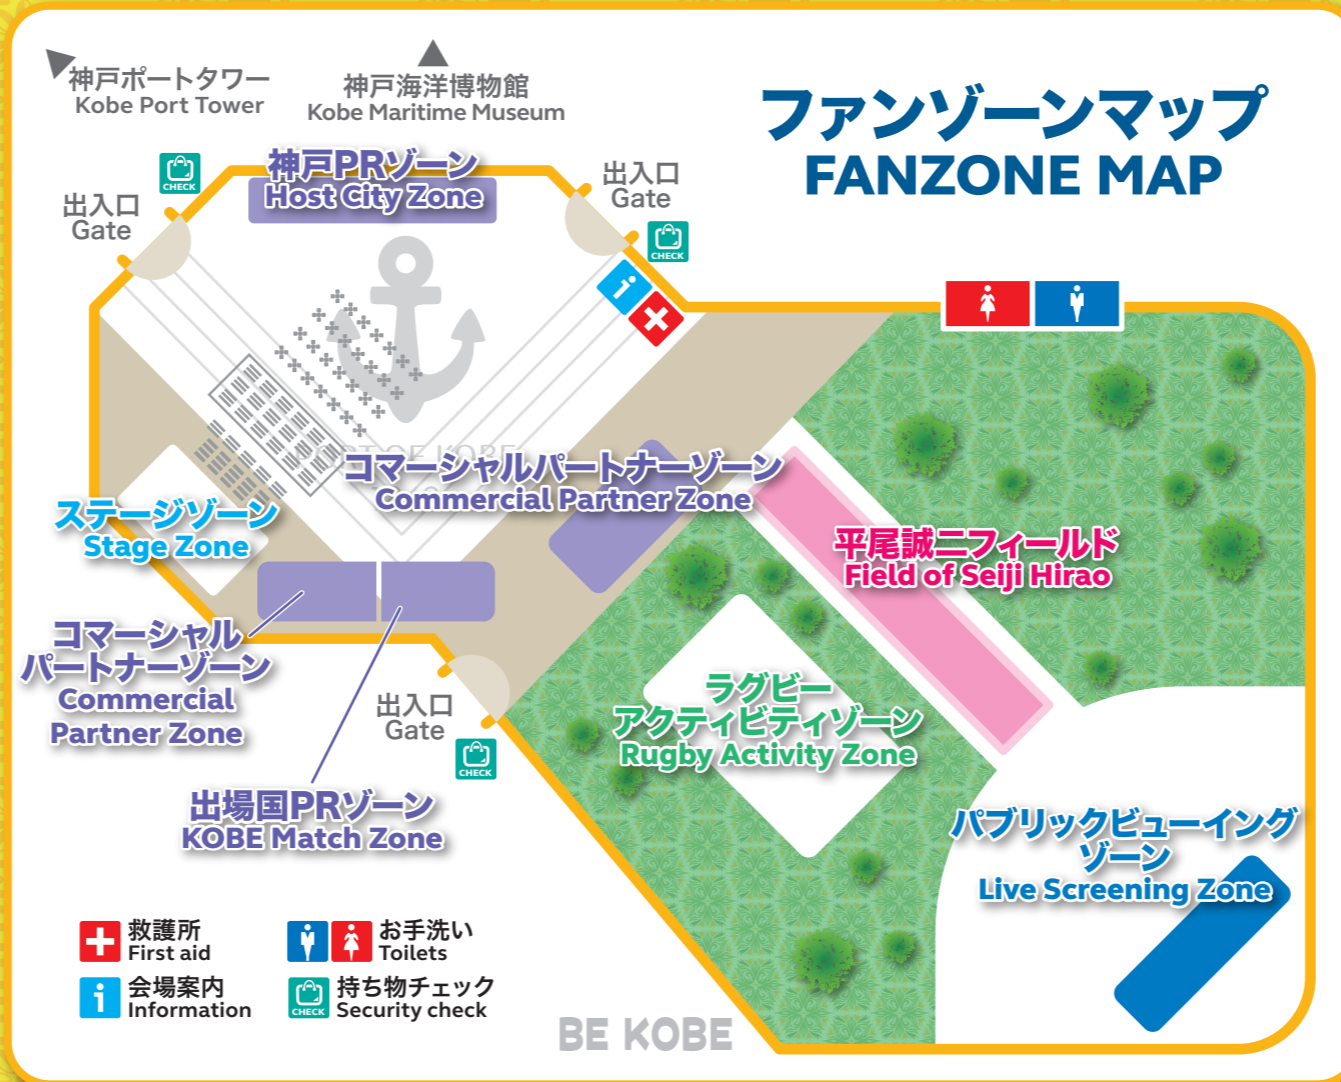 神戸ポートタワー
Kobe Port Tower
神戸海洋博物館
Kobe Maritime Museum
ファンゾーンマップ
FANZONE MAP
CHECK
出入口
Gate
神戸PRゾーン
Host City Zone
出入口
Gate
CHECK
i
PORT OF KOBE
コマーシャルパートナーゾーン
Commercial Partner Zone
ステージゾーン
Stage Zone
平尾誠二フィールド
Field of Seiji Hirao
コマーシャル
パートナーゾーン
Commercial
Partner Zone
出入口
Gate
CHECK
ラグビー
アクティビティゾーン
Rugby Activity Zone
出場国PRゾーン
KOBE Match Zone
パブリックビューイング
ゾーン
Live Screening Zone
救護所
First aid
お手洗い
Toilets
i
会場案内
Information
CHECK
持ち物チェック
Security check
BE KOBE